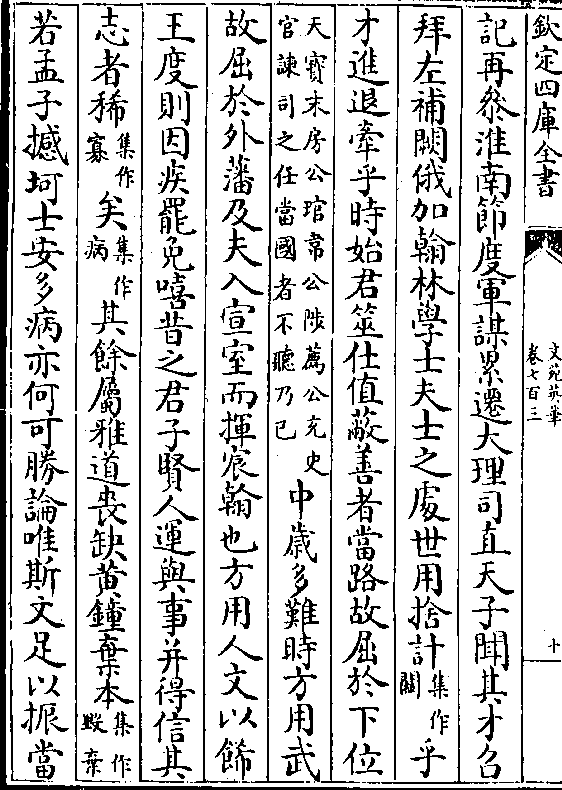 欽定四庫全書
文苑英華
卷七百三
十
記再參淮南節度軍謀累遷大理司直天子聞其才召
拜左補闕俄加翰林學士夫士之處世用捨計集作關乎
才進退牽乎時始君筮仕值蔽善者當路故屈於下位
天寶末房公琯韋公陟薦公充史官諫司之任當國者不聽乃已中歲多難時方用武
故屈於外藩及夫入宣室而揮宸翰也方用人文以飾
王度則因疾罷免嘻昔之君子賢人運與事并得信其
志者稀集作寡矣集作病其餘屬雅道喪缺黄鐘棄本集作毀棄
若孟子撼坷士安多病亦何可勝論唯斯文足以振當